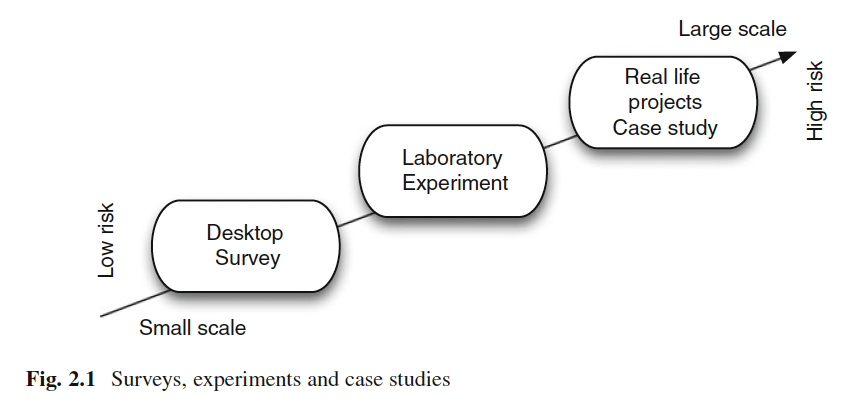 Large scale
High risk
Real life
projects
Case study
Laboratory
Experiment
Low risk
Desktop
Survey
Small scale
Fig. 2.1 Surveys, experiments and case studies